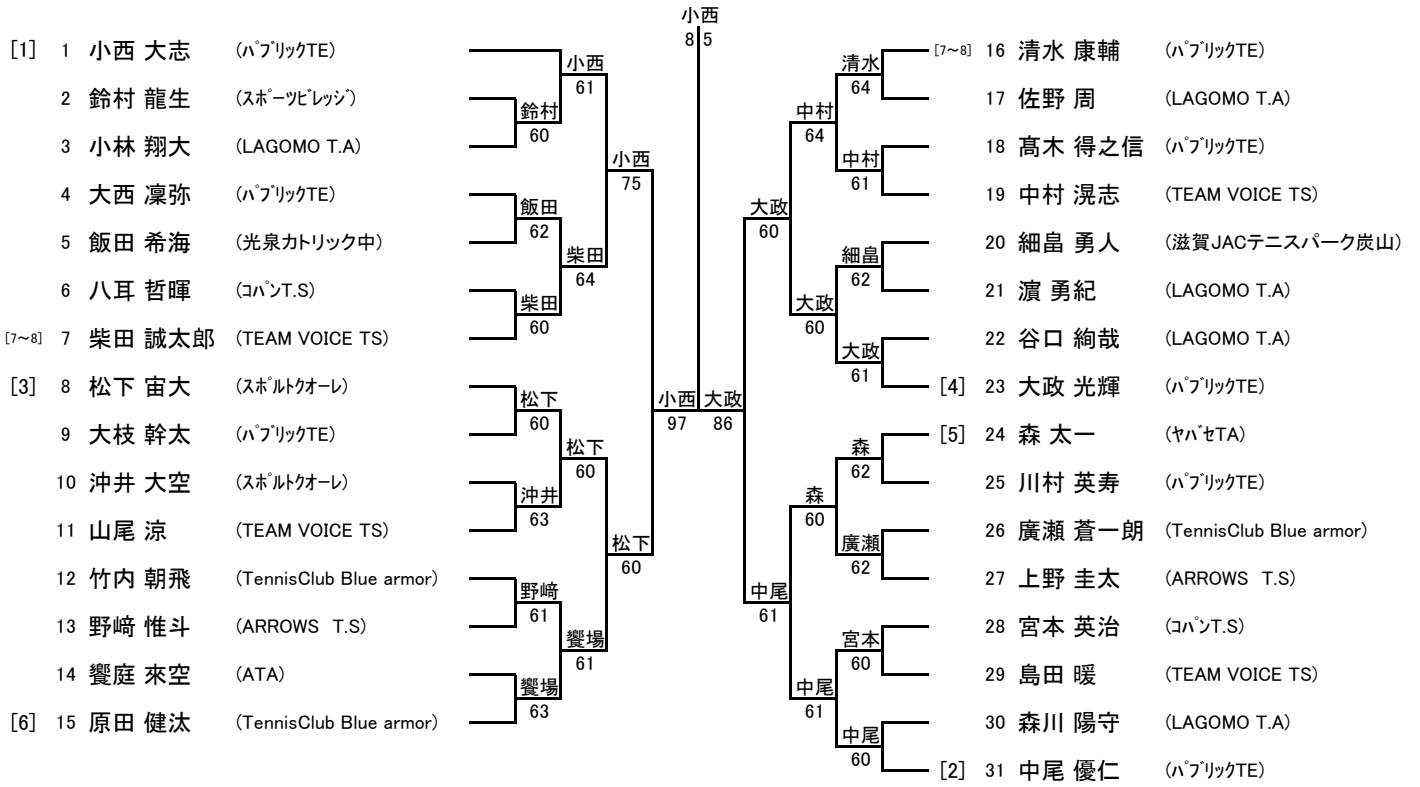 小西
8 5
[1] 1 小西 大志 (ﾊﾟﾌﾞﾘｯｸTE)
2 鈴村 龍生 (ｽﾎﾟｰﾂﾋﾞﾚｯｼﾞ)
3 小林 翔大 (LAGOMO T.A)
4 大西 凜弥 (ﾊﾟﾌﾞﾘｯｸTE)
5 飯田 希海 (光泉カトリック中)
6 八耳 哲暉 (ｺﾊﾟﾝT.S)
[7~8] 7 柴田 誠太郎 (TEAM VOICE TS)
[3] 8 松下 宙大 (スポルトクオーレ)
9 大枝 幹太 (ﾊﾟﾌﾞﾘｯｸTE)
10 沖井 大空 (スポルトクオーレ)
11 山尾 涼 (TEAM VOICE TS)
12 竹内 朝飛 (TennisClub Blue armor)
13 野﨑 惟斗 (ARROWS T.S)
14 饗庭 來空 (ATA)
[6] 15 原田 健汰 (TennisClub Blue armor)
鈴村
60
飯田
62
柴田
60
松下
60
沖井
63
野﨑
61
饗場
63
小西
61
柴田
64
松下
60
饗場
61
小西
75
松下
60
小西
97
大政
86
大政
60
中尾
61
中村
64
大政
60
森
60
中尾
61
清水
64
中村
61
細畠
62
大政
61
森
62
廣瀬
62
宮本
60
中尾
60
[7~8] 16 清水 康輔 (ﾊﾟﾌﾞﾘｯｸTE)
17 佐野 周 (LAGOMO T.A)
18 髙木 得之信 (ﾊﾟﾌﾞﾘｯｸTE)
19 中村 滉志 (TEAM VOICE TS)
20 細畠 勇人 (滋賀JACテニスパーク炭山)
21 濵 勇紀 (LAGOMO T.A)
22 谷口 絢哉 (LAGOMO T.A)
[4] 23 大政 光輝 (ﾊﾟﾌﾞﾘｯｸTE)
[5] 24 森 太一 (ﾔﾊﾞｾTA)
25 川村 英寿 (ﾊﾟﾌﾞﾘｯｸTE)
26 廣瀬 蒼一朗 (TennisClub Blue armor)
27 上野 圭太 (ARROWS T.S)
28 宮本 英治 (ｺﾊﾟﾝT.S)
29 島田 暖 (TEAM VOICE TS)
30 森川 陽守 (LAGOMO T.A)
[2] 31 中尾 優仁 (ﾊﾟﾌﾞﾘｯｸTE)